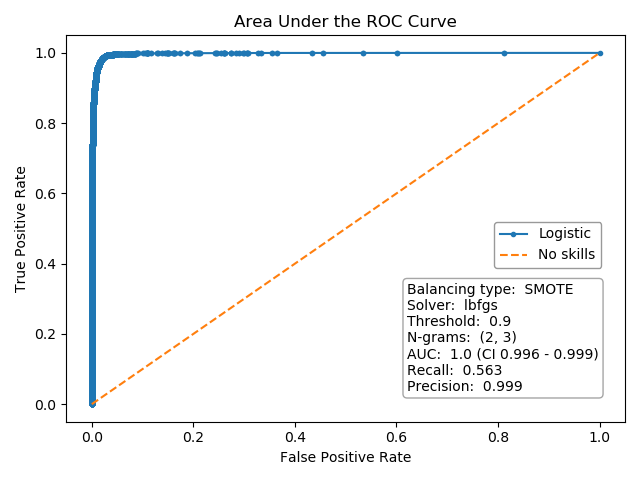 Area Under the ROC Curve
True Positive Rate
1.0
0.8
0.6
0.4
0.2
0.0
Logistic
No skills
Balancing type:  SMOTE
Solver:  lbfgs
Threshold:  0.9
N-grams:  (2, 3)
AUC:  1.0 (CI 0.996 - 0.999)
Recall:  0.563
Precision:  0.999
0.0 0.2 0.4 0.6 0.8 1.0
False Positive Rate